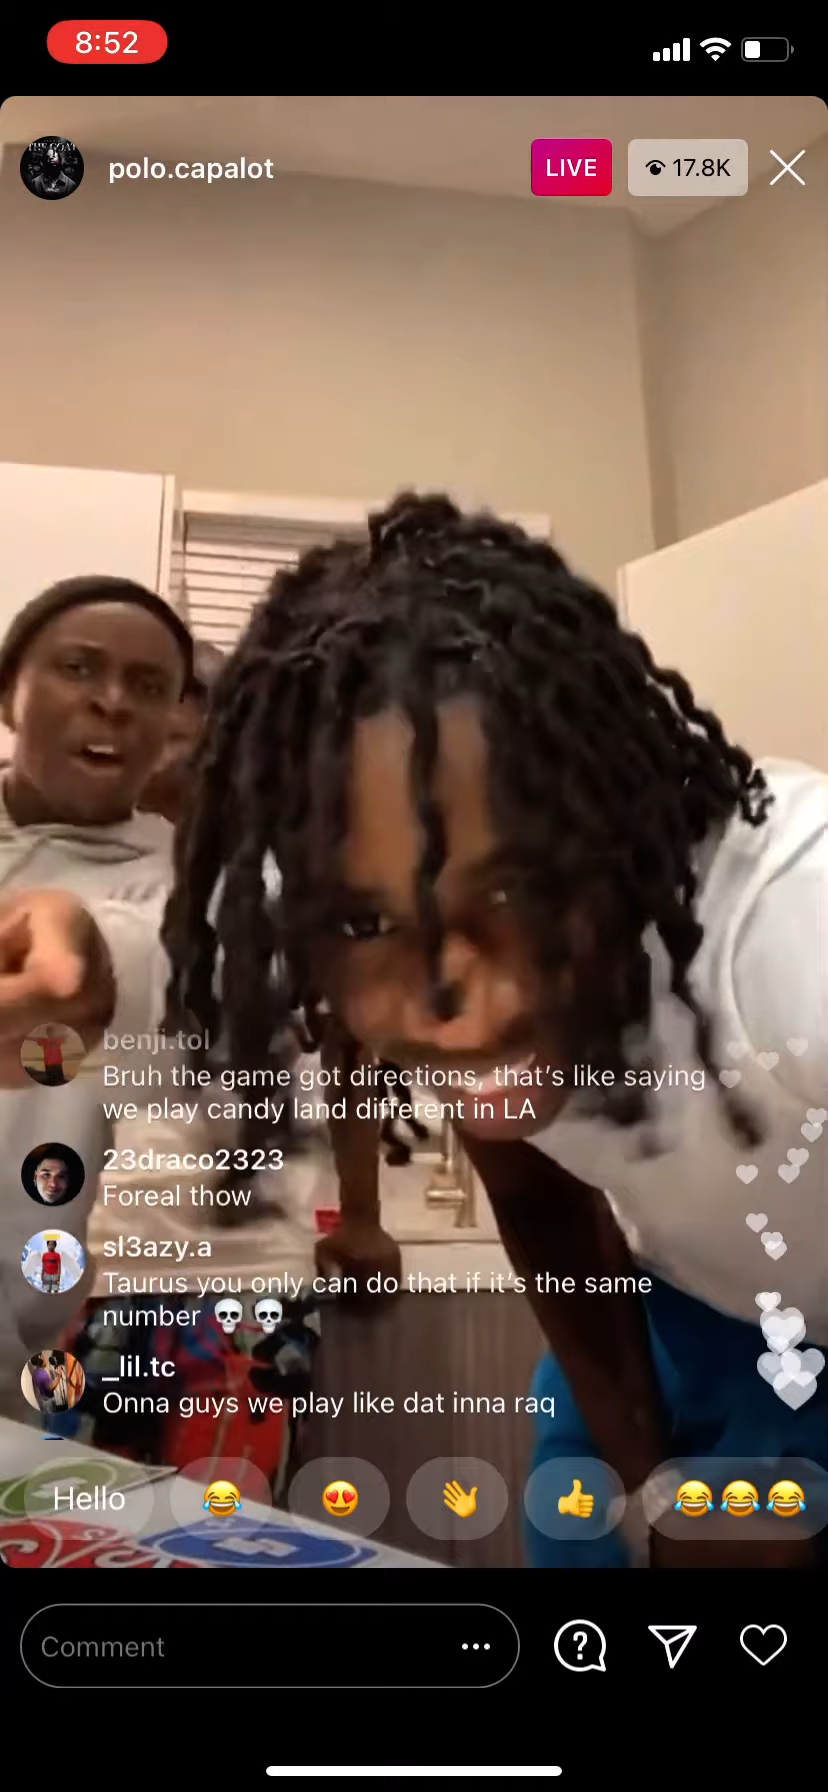 8:52
THE GOAT
polo.capalot
LIVE
17.8K
benji.tol
Bruh the game got directions, that’s like saying
we play candy land different in LA
23draco2323
Foreal thow
sl3azy.a
Taurus you only can do that if it’s the same
number 💀💀
_lil.tc
Onna guys we play like dat inna raq
Hello
😂
😍
👋
👍
😂😂😂
Comment